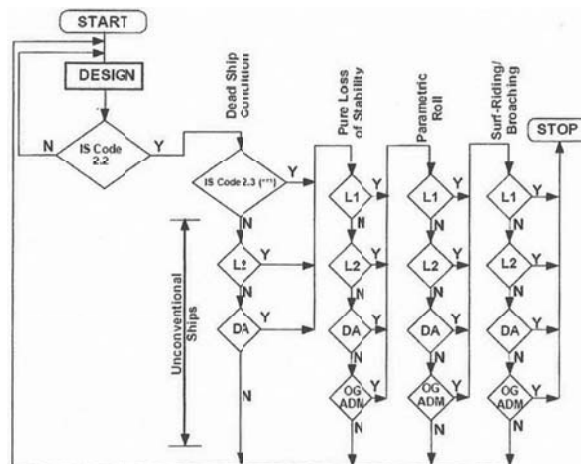 START
DESIGN
IS Code
2.2
N
Y
Dead Ship
Condition
IS Code 2.3 (***)
Y
N
L2
Y
N
DA
Y
N
Unconventional
Ships
Pure Loss
of Stability
L1
Y
N
L2
Y
N
DA
Y
N
OG
ADM
Y
N
Parametric
Roll
L1
Y
N
L2
Y
N
DA
Y
N
OG
ADM
Y
N
Surf-Riding/
Broaching
L1
Y
N
L2
Y
N
DA
Y
N
OG
ADM
Y
N
STOP